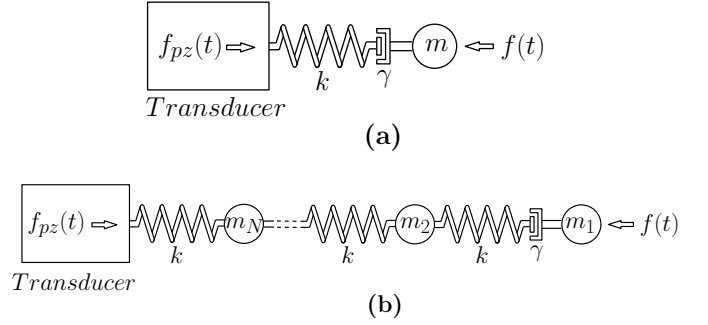 f_{pz}(t) m f(t)
k γ
Transducer
(a)
f_{pz}(t) m_N m_2 m_1 f(t)
k k k γ
Transducer
(b)